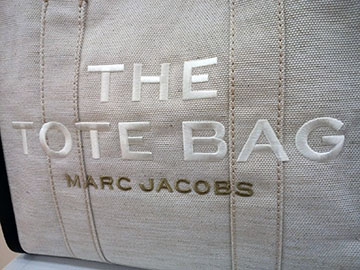 THE
TOTE BAG
MARC JACOBS